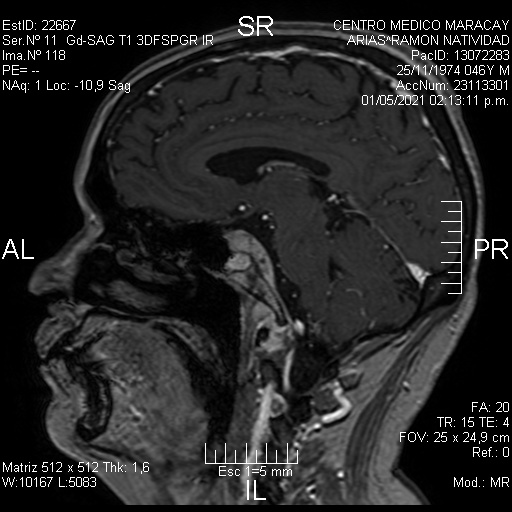 EstID: 22667
Ser.Nº 11 Gd-SAG T1 3DFSPGR IR
Ima.Nº 118
PE= --
NAq: 1 Loc: -10,9 Sag
SR
CENTRO MEDICO MARACAY
ARIAS^RAMON NATIVIDAD
PacID: 13072283
25/11/1974 046Y M
AccNum: 23113301
01/05/2021 02:13:11 p.m.
AL
PR
FA: 20
TR: 15 TE: 4
FOV: 25 x 24,9 cm
Ref.: 0
Mod.: MR
Matriz 512 x 512 Thk: 1,6
W:10167 L:5083
Esc 1=5 mm
IL